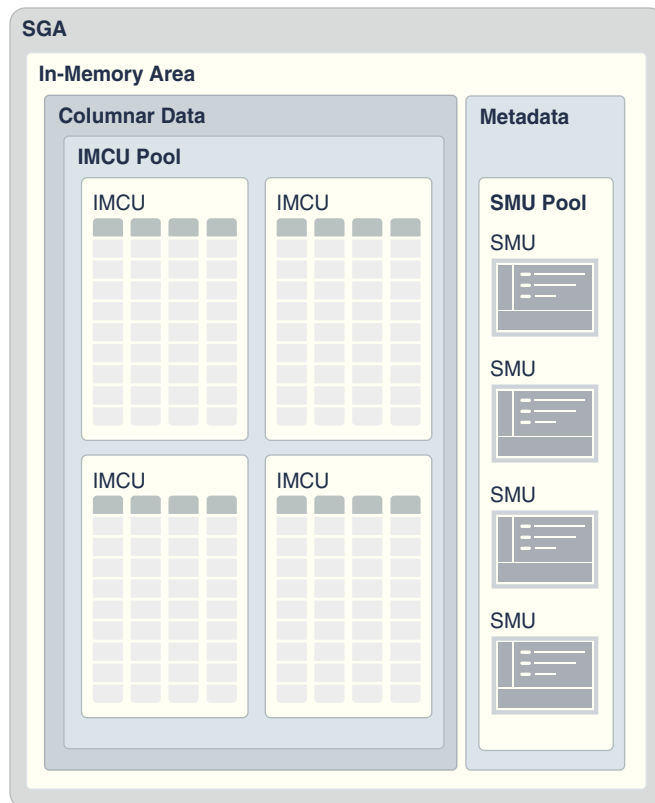 SGA
In-Memory Area
Columnar Data
IMCU Pool
IMCU
IMCU
IMCU
IMCU
Metadata
SMU Pool
SMU
SMU
SMU
SMU